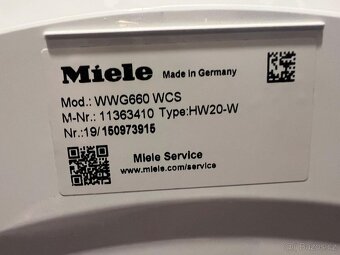 Miele Made in Germany
Mod.: WWG660 WCS
M-Nr.: 11363410 Type:HW20-W
Nr.:19/150973915
Miele Service
www.miele.com/service